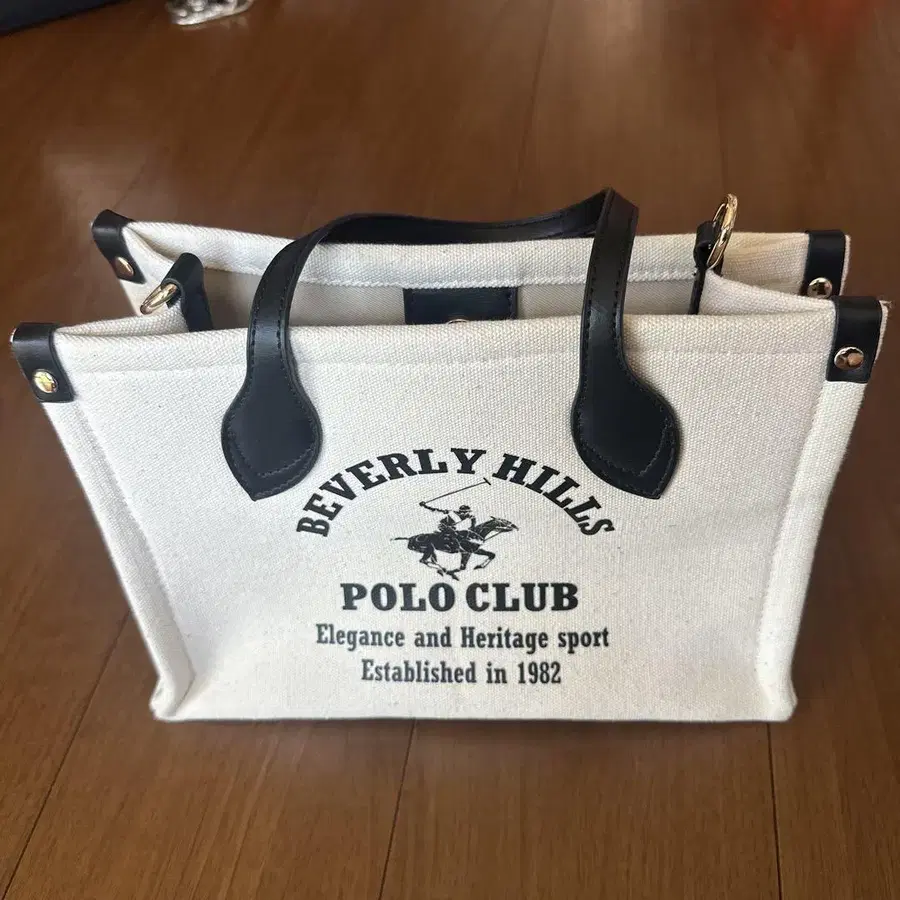 BEVERLY HILLS
POLO CLUB
Elegance and Heritage sport
Established in 1982